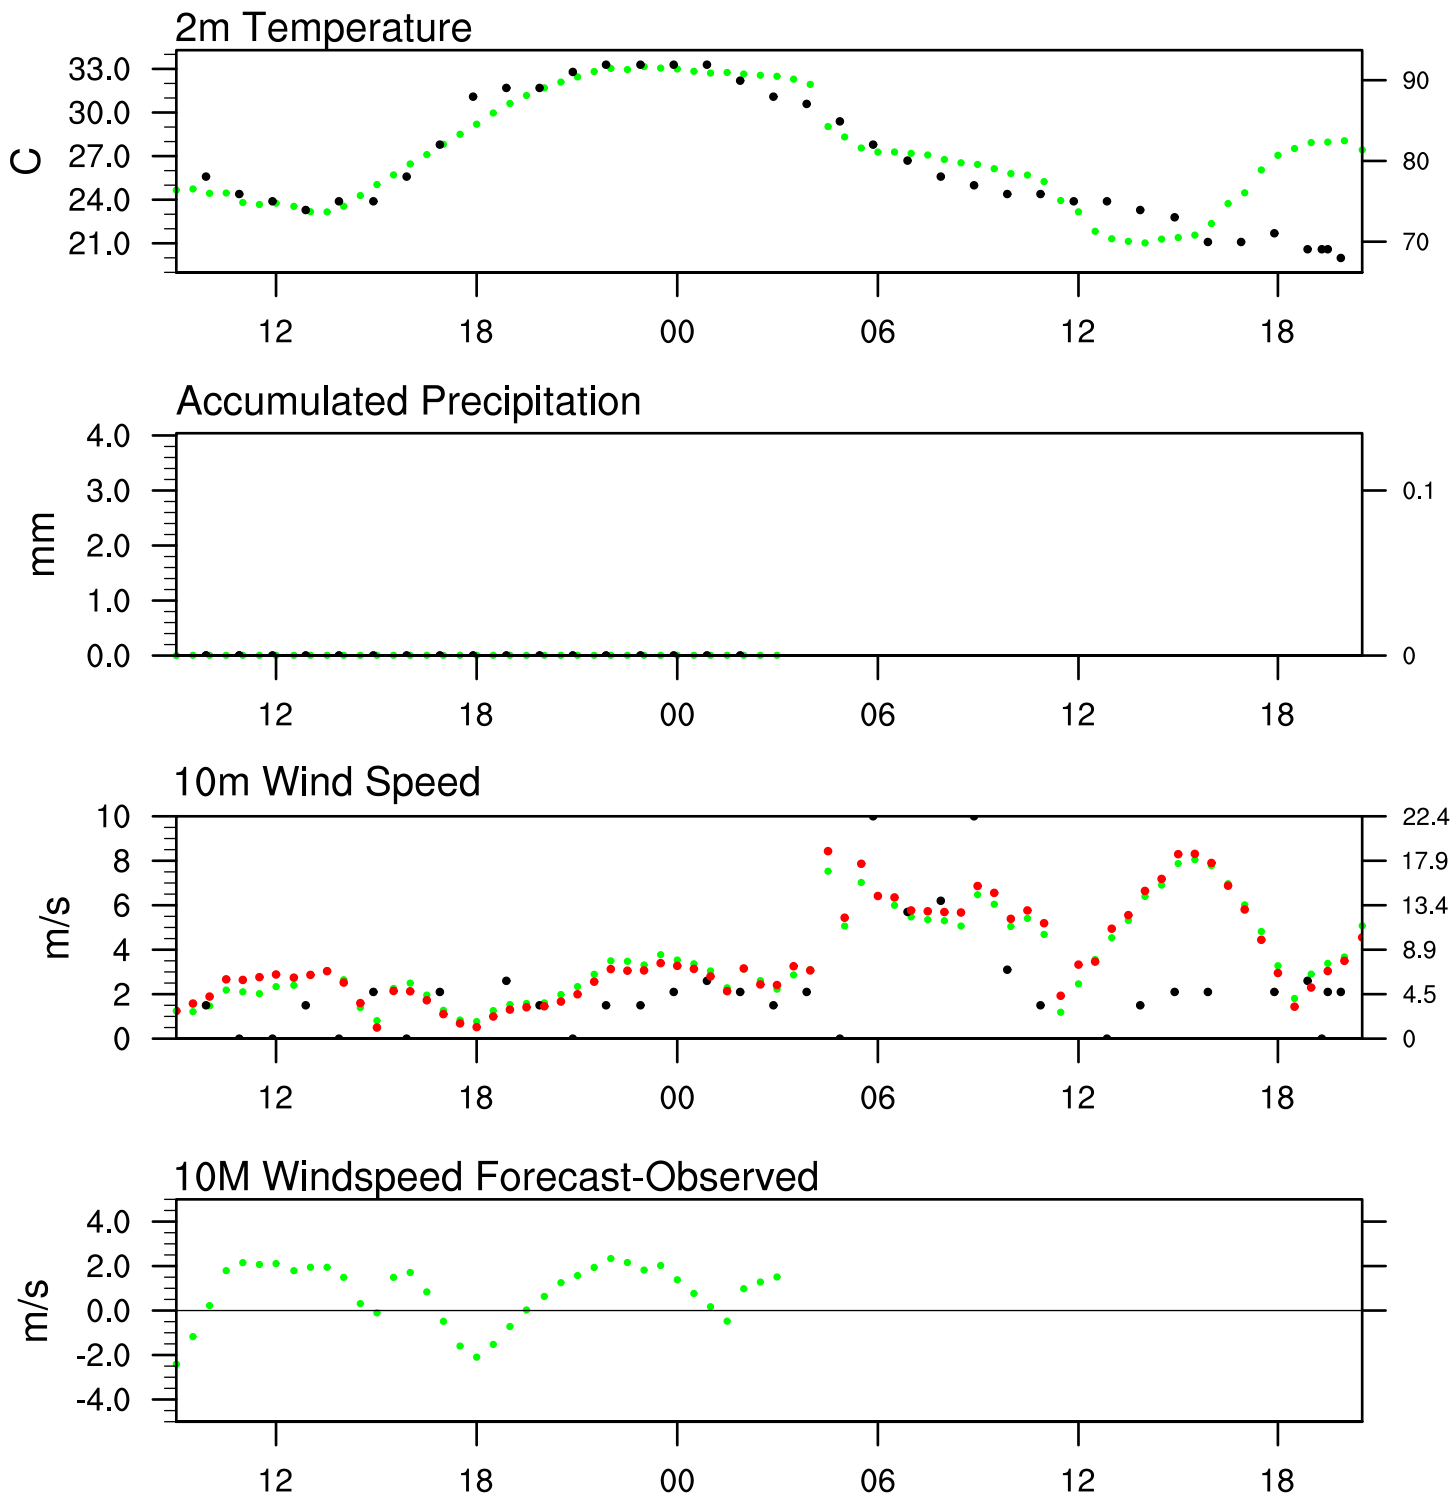 2m Temperature
33.0
30.0
27.0
24.0
21.0
C
90
80
70
12 18 00 06 12 18
Accumulated Precipitation
4.0
3.0
2.0
1.0
0.0
mm
0.1
0
12 18 00 06 12 18
10m Wind Speed
10
8
6
4
2
0
m/s
22.4
17.9
13.4
8.9
4.5
0
12 18 00 06 12 18
10M Windspeed Forecast-Observed
4.0
2.0
0.0
-2.0
-4.0
m/s
12 18 00 06 12 18